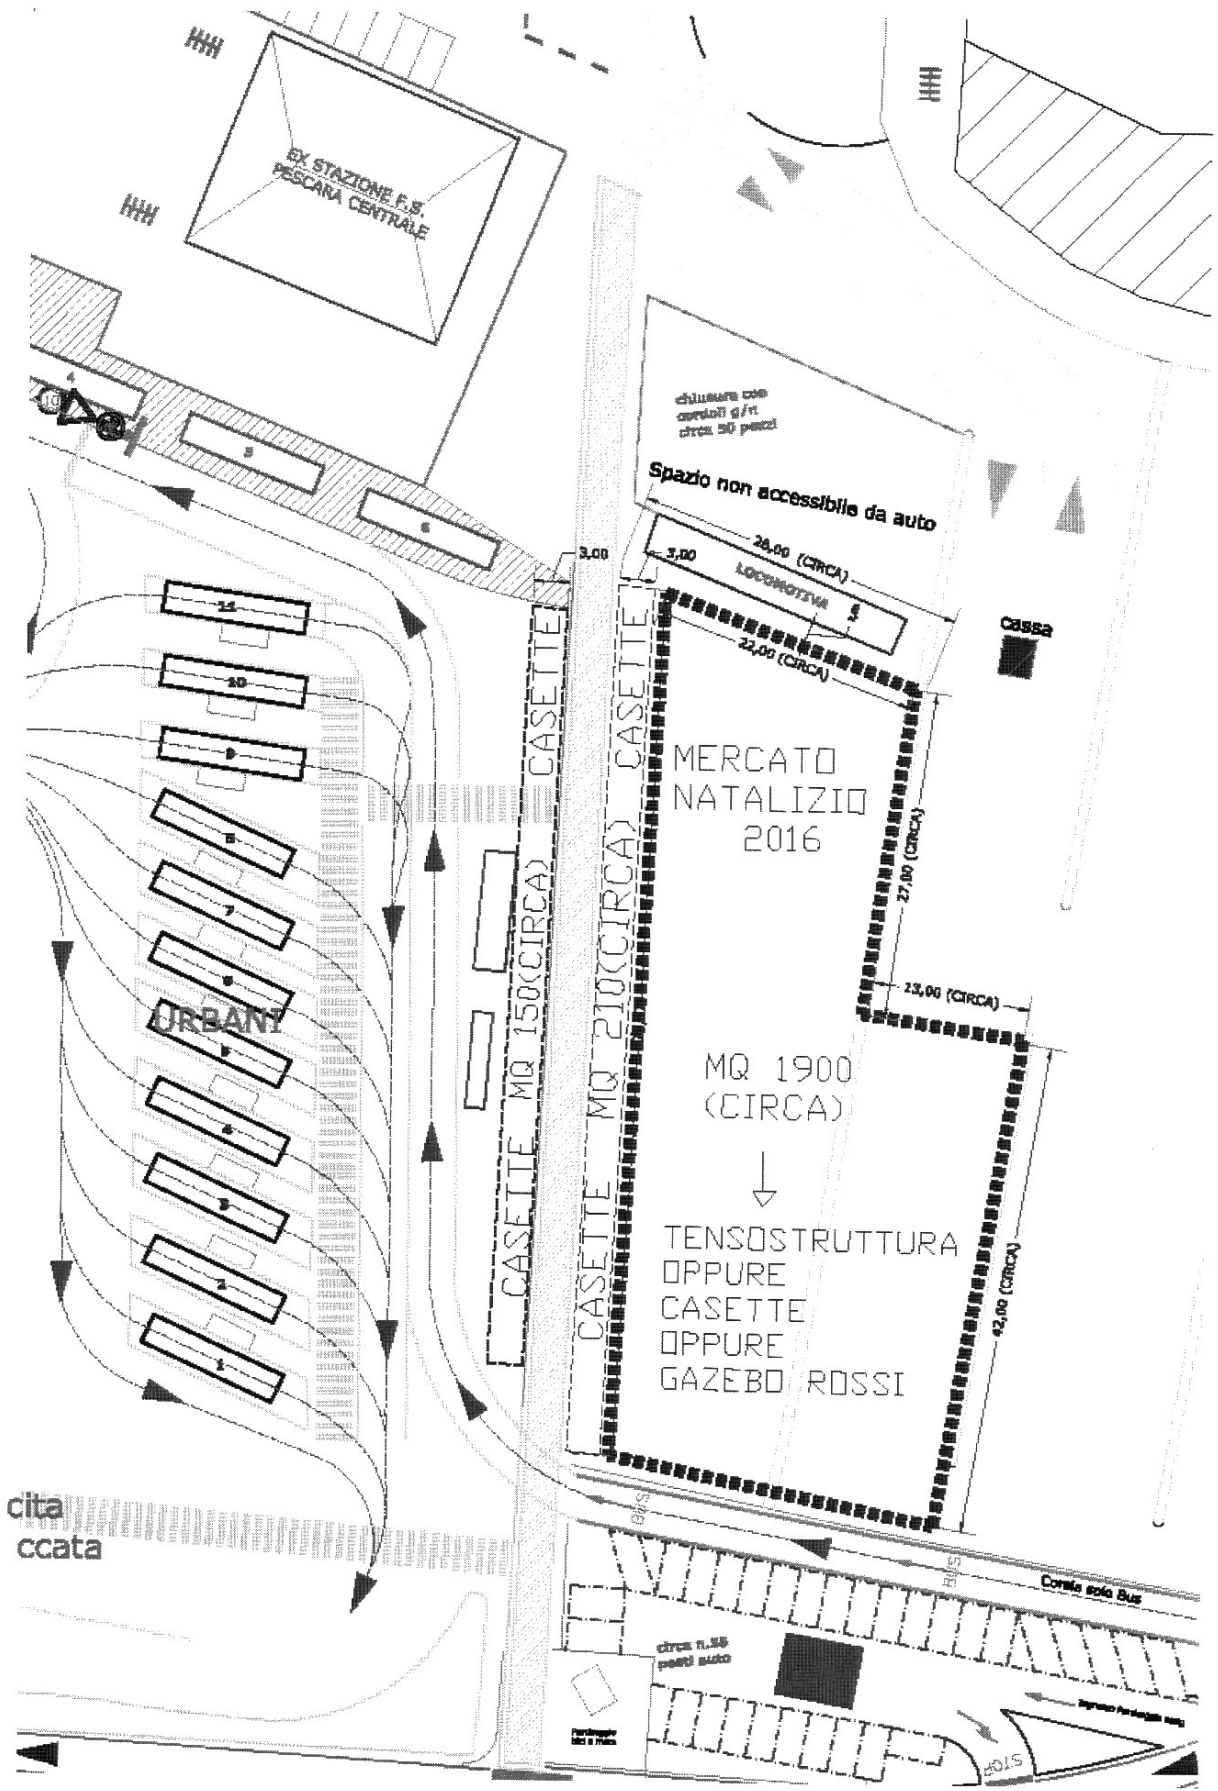 EX STAZIONE F.S.
PESCARA CENTRALE
chiusura con
cordoli g/n
circa 50 pezzi
Spazio non accessibile da auto
4
5
6
3,00
3,00
28,00 (CIRCA)
LOCOMOTIVA
22,00 (CIRCA)
cassa
11
10
9
8
7
6
URBANI
5
4
3
2
1
CASETTE MQ 150(CIRCA) CASETTE
CASETTE MQ 210(CIRCA) CASETTE
MERCATO
NATALIZIO
2016
27,00 (CIRCA)
13,00 (CIRCA)
MQ 1900
(CIRCA)
TENSOSTRUTTURA
OPPURE
CASETTE
OPPURE
GAZEBO ROSSI
42,00 (CIRCA)
cita
ccata
BUS
BUS
Corsia solo Bus
posti auto
Parcheggio
bici e moto
STOP